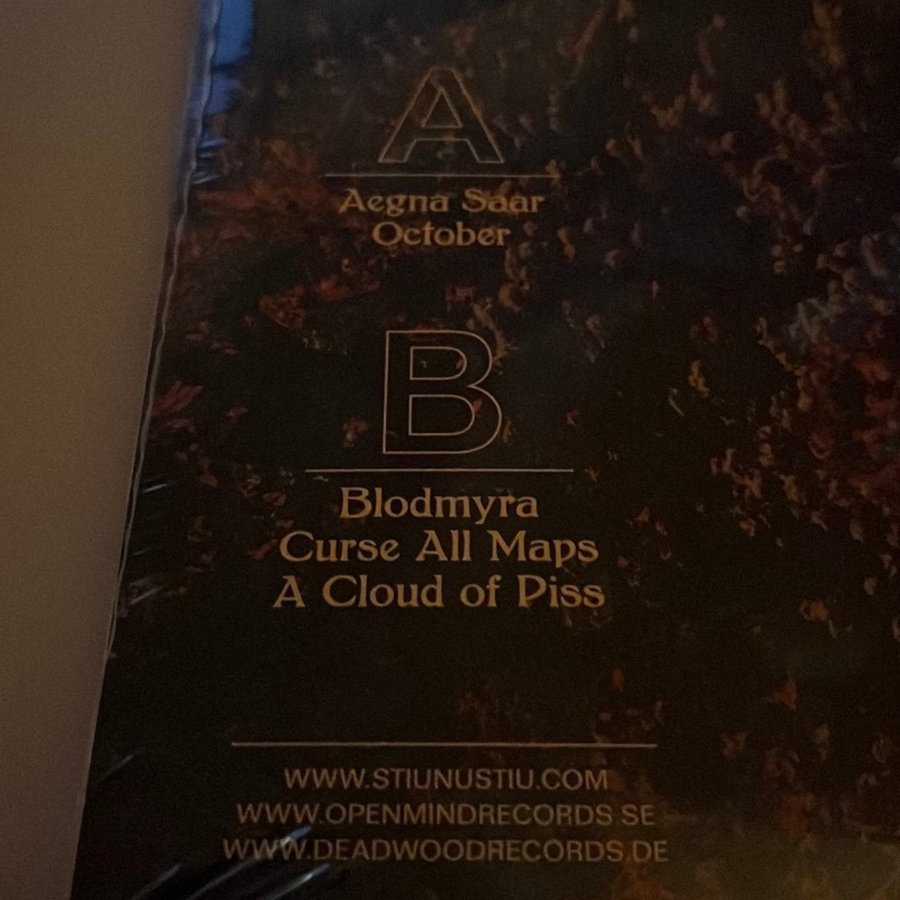 A
Aegna Saar
October
B
Blodmyra
Curse All Maps
A Cloud of Piss
WWW.STIUNUSTIU.COM
WWW.OPENMINDRECORDS.SE
WWW.DEADWOODRECORDS.DE